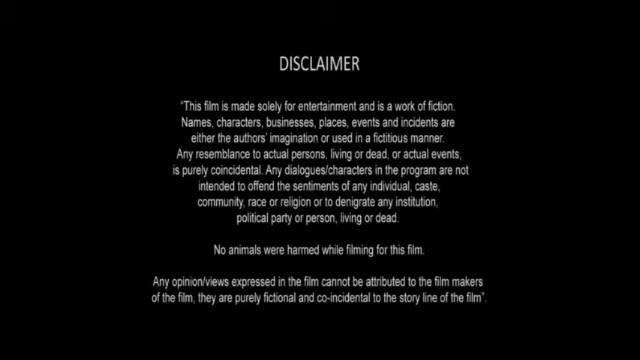 DISCLAIMER
“This film is made solely for entertainment and is a work of fiction.
Names, characters, businesses, places, events and incidents are
either the authors’ imagination or used in a fictitious manner.
Any resemblance to actual persons, living or dead, or actual events,
is purely coincidental. Any dialogues/characters in the program are not
intended to offend the sentiments of any individual, caste,
community, race or religion or to denigrate any institution,
political party or person, living or dead.
No animals were harmed while filming for this film.
Any opinion/views expressed in the film cannot be attributed to the film makers
of the film, they are purely fictional and co-incidental to the story line of the film”.